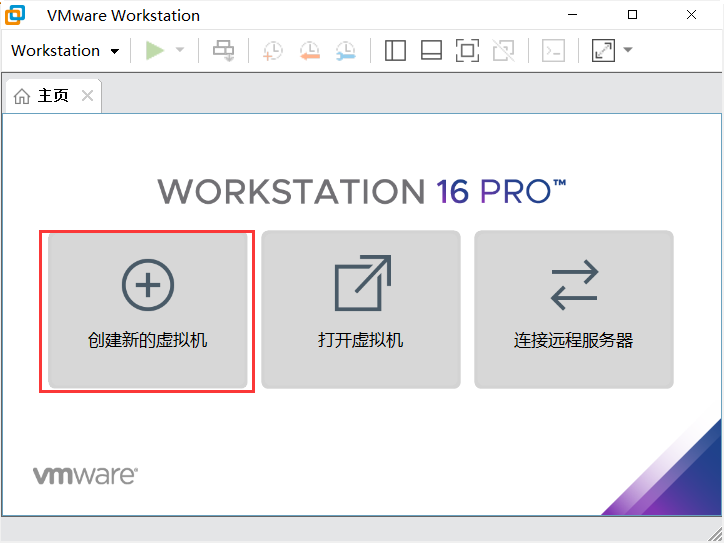 VMware Workstation
Workstation
主页
WORKSTATION 16 PRO™
创建新的虚拟机
打开虚拟机
连接远程服务器
vmware®